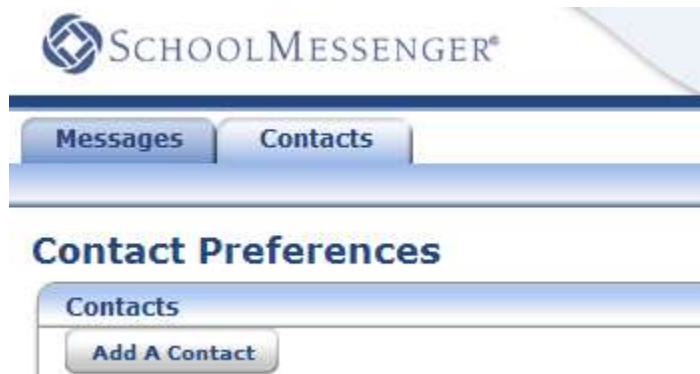 SCHOOLMESSENGER®
Messages Contacts
Contact Preferences
Contacts
Add A Contact